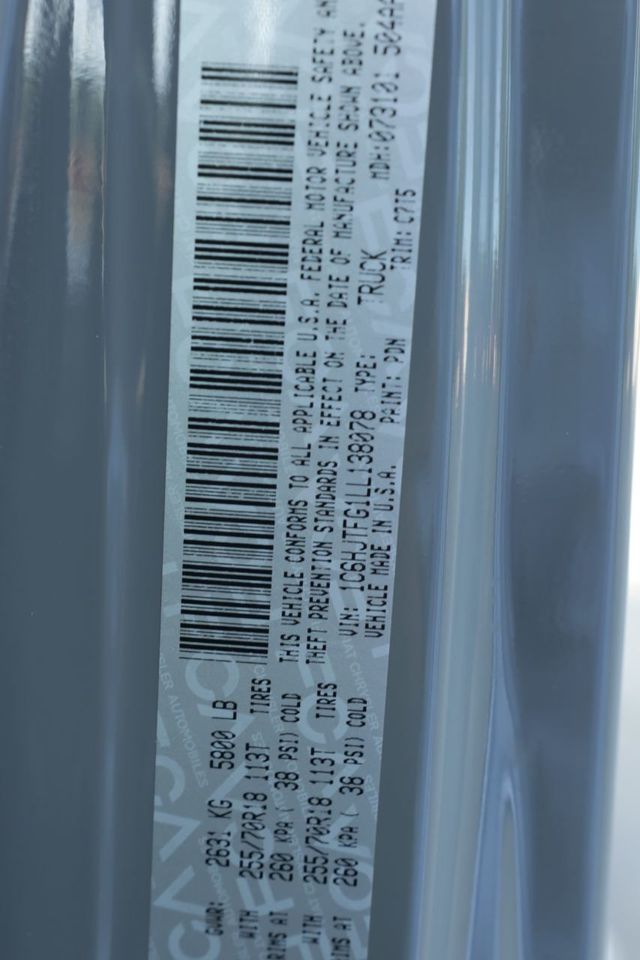 GVWR: 2631 KG 5800 LB
WITH 255/70R18 113T TIRES
RIMS AT 260 KPA ( 38 PSI) COLD
WITH 255/70R18 113T TIRES
RIMS AT 260 KPA ( 38 PSI) COLD
THIS VEHICLE CONFORMS TO ALL APPLICABLE U.S.A. FEDERAL MOTOR VEHICLE SAFETY AN
THEFT PREVENTION STANDARDS IN EFFECT ON THE DATE OF MANUFACTURE SHOWN ABOVE.
VIN: 1C6HJTFG1LL138078 TYPE: TRUCK MDH:073101 504AA
VEHICLE MADE IN U.S.A. PAINT: PDN TRIM: C7T5